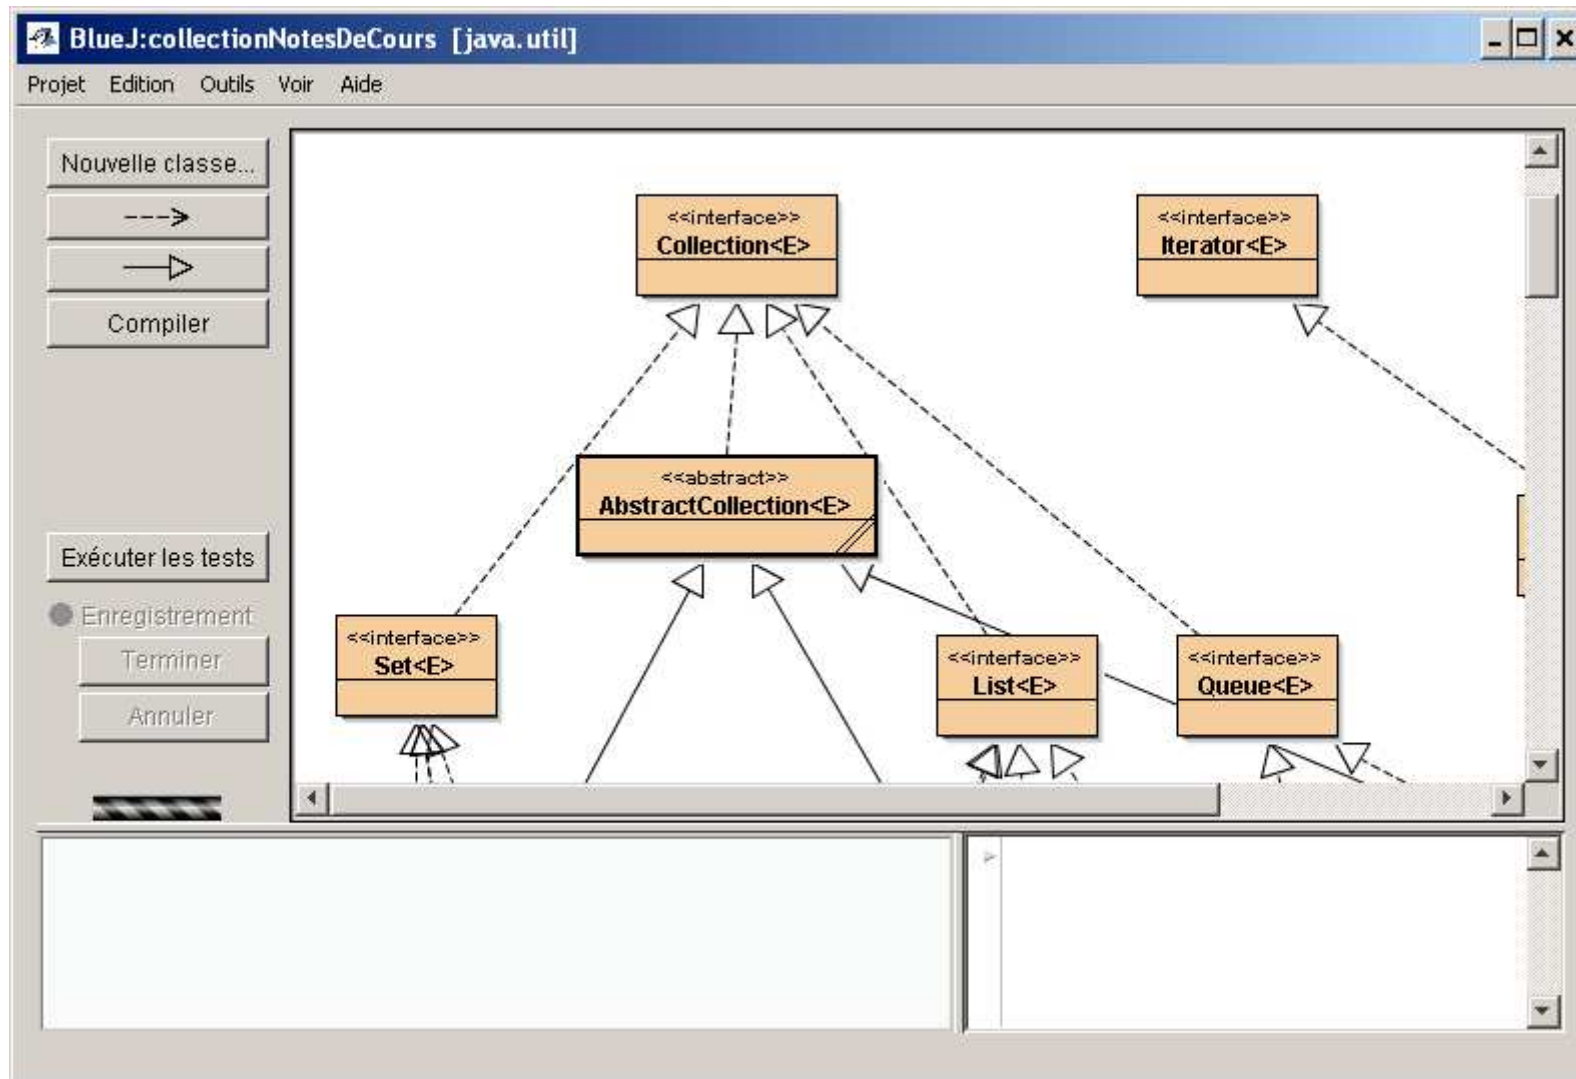 BlueJ:collectionNotesDeCours [java.util]
Projet Edition Outils Voir Aide
Nouvelle classe...
Compiler
Exécuter les tests
Enregistrement
Terminer
Annuler
<<interface>>
Collection<E>
<<interface>>
Iterator<E>
<<abstract>>
AbstractCollection<E>
<<interface>>
Set<E>
<<interface>>
List<E>
<<interface>>
Queue<E>